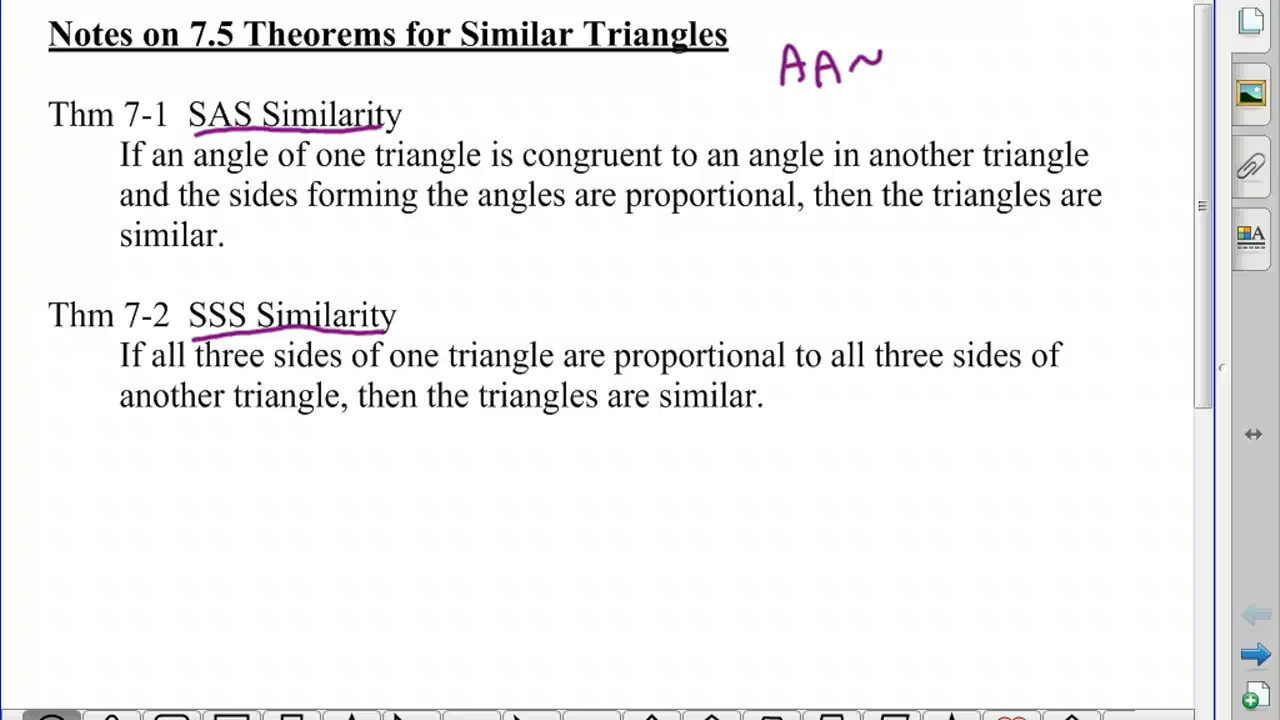 Notes on 7.5 Theorems for Similar Triangles
AA~
Thm 7-1 SAS Similarity
If an angle of one triangle is congruent to an angle in another triangle
and the sides forming the angles are proportional, then the triangles are
similar.
Thm 7-2 SSS Similarity
If all three sides of one triangle are proportional to all three sides of
another triangle, then the triangles are similar.